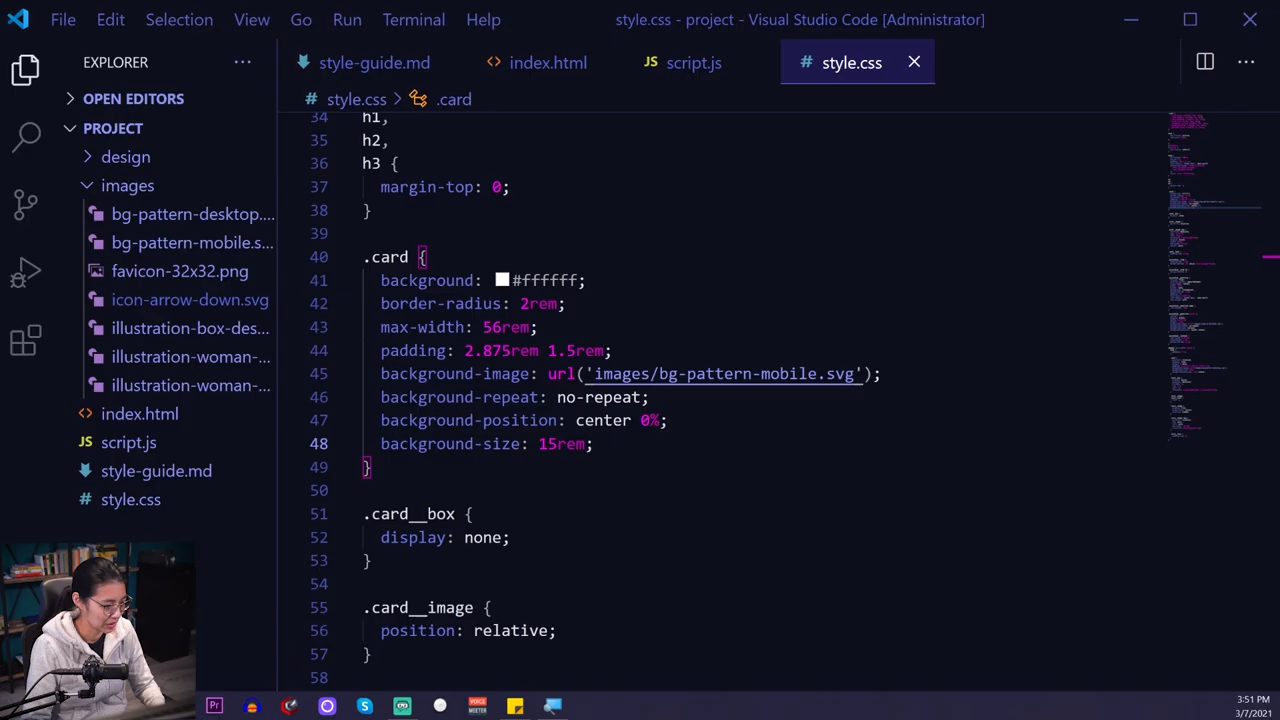 File Edit Selection View Go Run Terminal Help style.css - project - Visual Studio Code [Administrator]
EXPLORER
style-guide.md
index.html
JS script.js
# style.css
OPEN EDITORS
# style.css > .card
PROJECT
design
images
bg-pattern-desktop....
bg-pattern-mobile.s...
favicon-32x32.png
icon-arrow-down.svg
illustration-box-des...
illustration-woman-...
illustration-woman-...
index.html
JS script.js
style-guide.md
# style.css
34 h1,
35 h2,
36 h3 {
37 margin-top: 0;
38 }
39
40 .card {
41 background: #ffffff;
42 border-radius: 2rem;
43 max-width: 56rem;
44 padding: .875rem 1.5rem;
45 background-image: url('images/bg-pattern-mobile.svg');
46 background-repeat: no-repeat;
47 background-position: center 0%;
48 background-size: 15rem;
49 }
50
51 .card__box {
52 display: none;
53 }
54
55 .card__image {
56 position: relative;
57 }
58
Pr
VOICE
MEETER
3:51 PM
3/7/2021